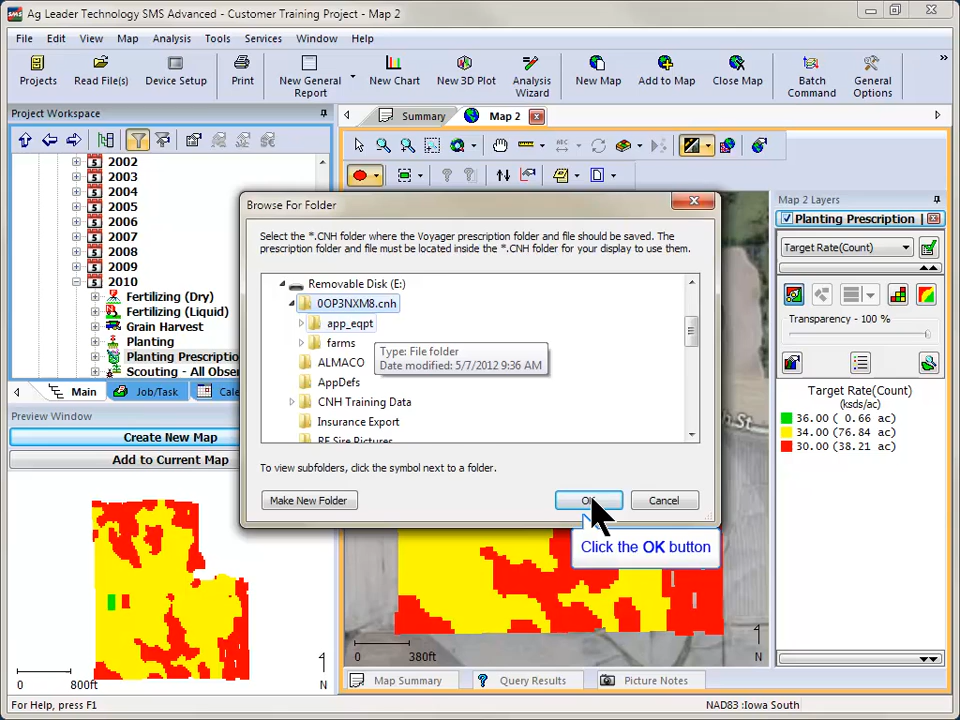 Ag Leader Technology SMS Advanced - Customer Training Project - Map 2
File Edit View Map Analysis Tools Services Window Help
Projects Read File(s) Device Setup Print New General Report New Chart New 3D Plot Analysis Wizard New Map Add to Map Close Map Batch Command General Options
Project Workspace
Summary Map 2
2002
2003
2004
2005
2006
2007
2008
2009
2010
Fertilizing (Dry)
Fertilizing (Liquid)
Grain Harvest
Planting
Planting Prescriptio
Scouting - All Obse
Main Job/Task Cale
Preview Window
Create New Map
Add to Current Map
800ft
N
Browse For Folder
Select the *.CNH folder where the Voyager prescription folder and file should be saved. The
prescription folder and file must be located inside the *.CNH folder for your display to use them.
Removable Disk (E:)
0OP3NXM8.cnh
app_eqpt
farms
Type: File folder
Date modified: 5/7/2012 9:36 AM
ALMACO
AppDefs
CNH Training Data
Insurance Export
RF Site Pictures
To view subfolders, click the symbol next to a folder.
Make New Folder OK Cancel
Click the OK button
380ft
N
Map Summary Query Results Picture Notes
Map 2 Layers
Planting Prescription
Target Rate(Count)
Transparency - 100 %
Target Rate(Count)
(ksds/ac)
36.00 ( 0.66 ac)
34.00 (76.84 ac)
30.00 (38.21 ac)
For Help, press F1
NAD83 :Iowa South